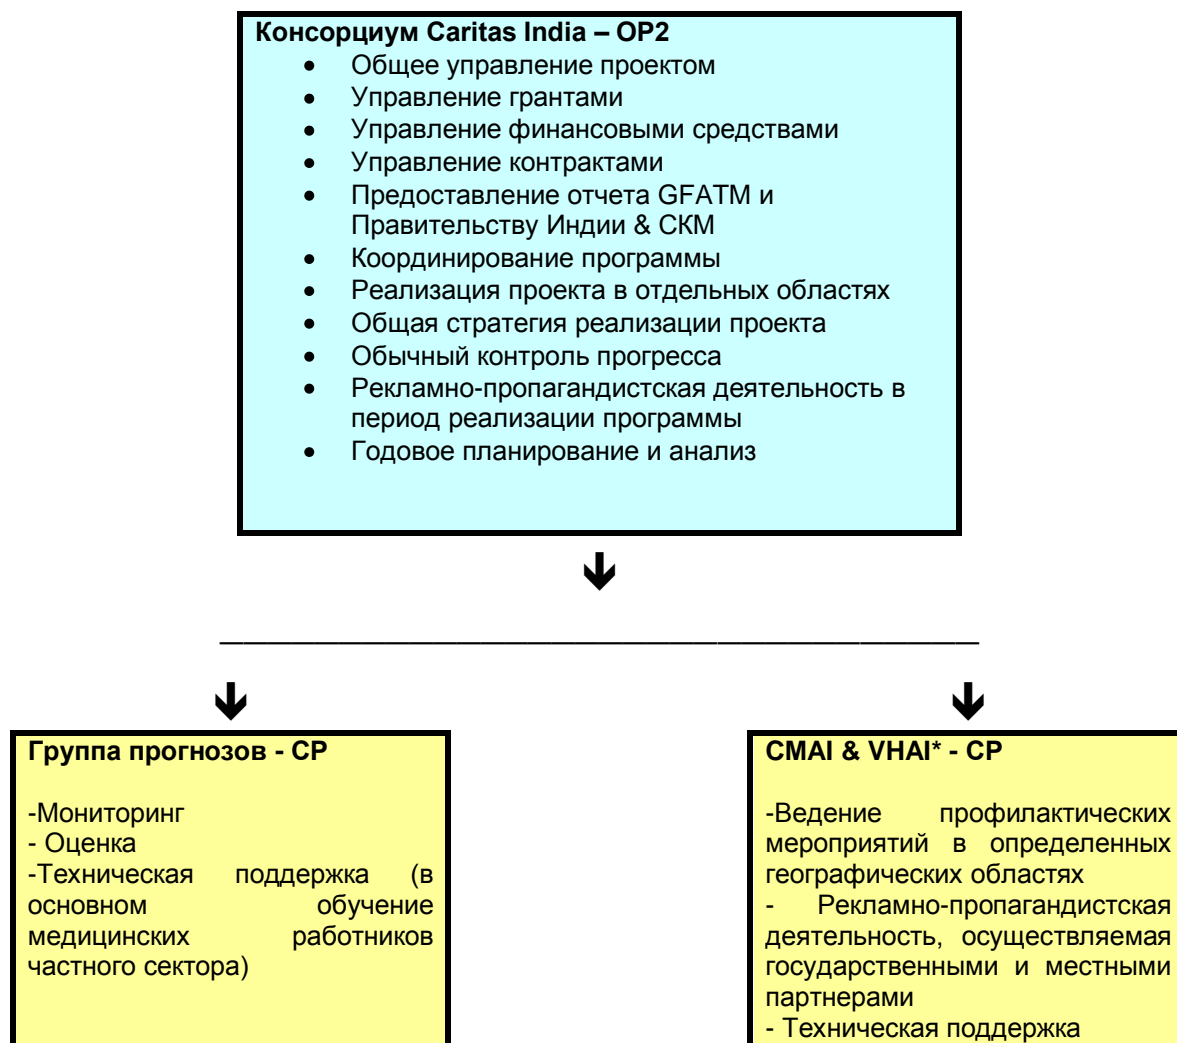 Консорциум Caritas India – ОР2
• Общее управление проектом
• Управление грантами
• Управление финансовыми средствами
• Управление контрактами
• Предоставление отчета GFATM и
Правительству Индии & СКМ
• Координирование программы
• Реализация проекта в отдельных областях
• Общая стратегия реализации проекта
• Обычный контроль прогресса
• Рекламно-пропагандистская деятельность в
период реализации программы
• Годовое планирование и анализ
Группа прогнозов - СР
-Мониторинг
- Оценка
-Техническая поддержка (в
основном обучение
медицинских работников
частного сектора)
CMAI & VHAI* - СР
-Ведение профилактических
мероприятий в определенных
географических областях
- Рекламно-пропагандистская
деятельность, осуществляемая
государственными и местными
партнерами
- Техническая поддержка